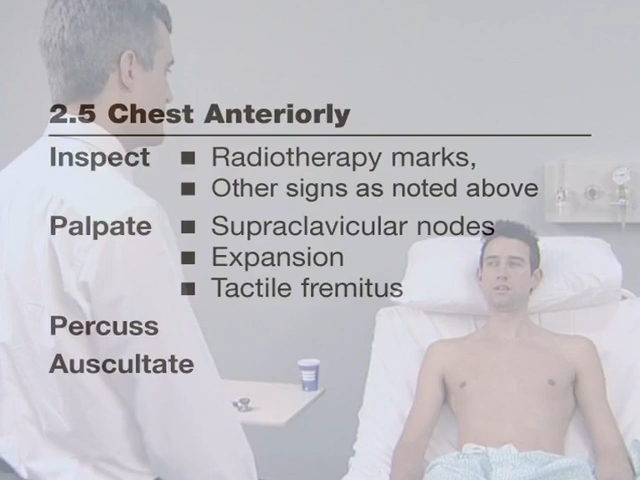 2.5 Chest Anteriorly
Inspect ■ Radiotherapy marks,
■ Other signs as noted above
Palpate ■ Supraclavicular nodes
■ Expansion
■ Tactile fremitus
Percuss
Auscultate